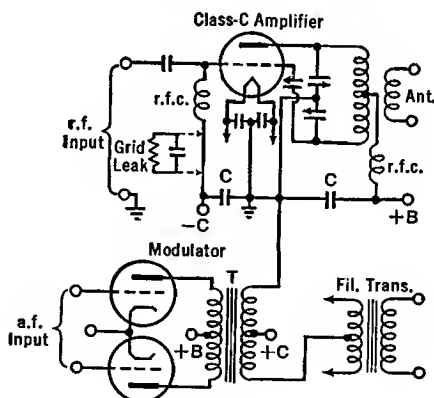 Class-C Amplifier
r.f.c.
r.f.
Input
Grid
Leak
Ant.
r.f.c.
C
C
-C
+B
Modulator
T
Fil. Trans.
a.f.
Input
+B
+C